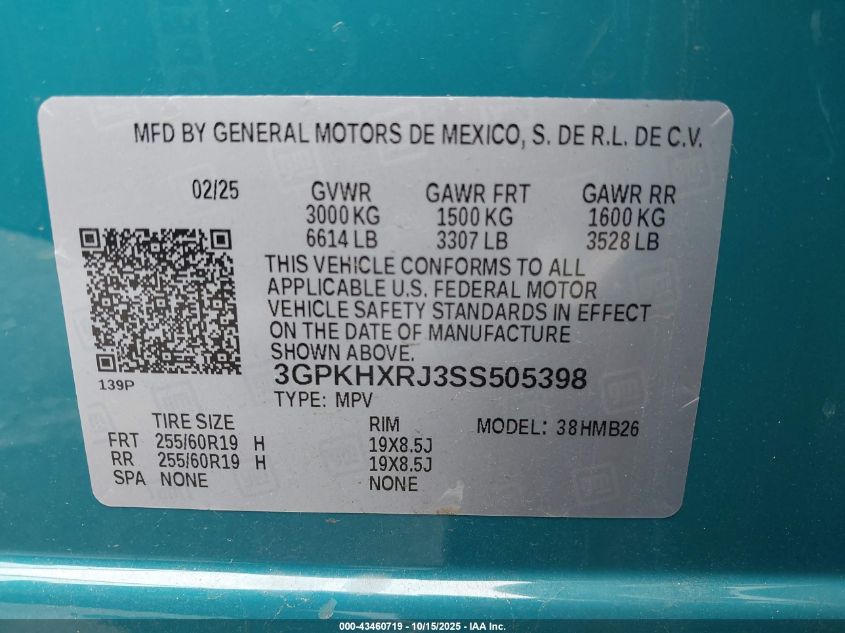 MFD BY GENERAL MOTORS DE MEXICO, S. DE R.L. DE C.V.
02/25 GVWR GAWR FRT GAWR RR
3000 KG 1500 KG 1600 KG
6614 LB 3307 LB 3528 LB
THIS VEHICLE CONFORMS TO ALL
APPLICABLE U.S. FEDERAL MOTOR
VEHICLE SAFETY STANDARDS IN EFFECT
ON THE DATE OF MANUFACTURE
SHOWN ABOVE.
139P
3GPKHXRJ3SS505398
TYPE: MPV
TIRE SIZE RIM MODEL: 38HMB26
FRT 255/60R19 H 19X8.5J
RR 255/60R19 H 19X8.5J
SPA NONE NONE
000-43460719 - 10/15/2025 - IAA Inc.